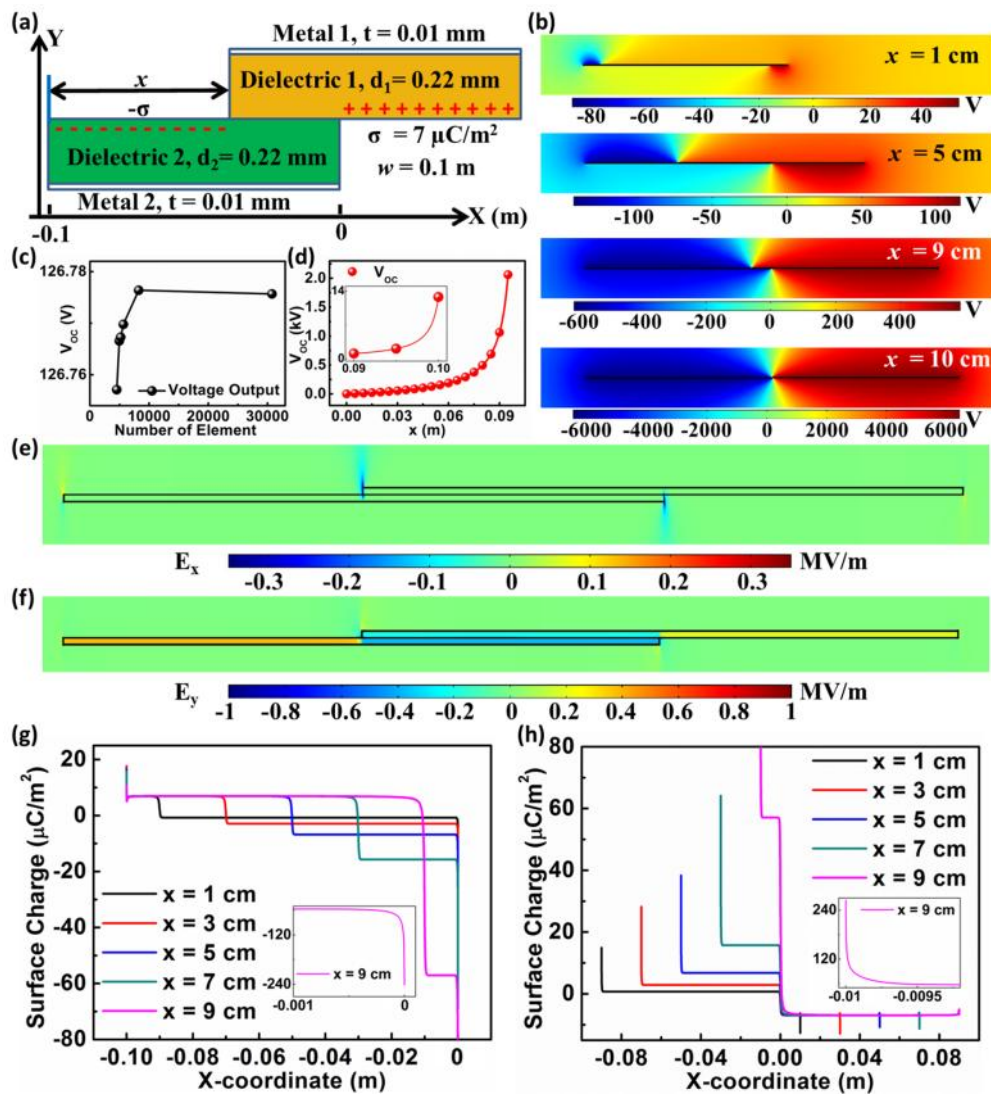 (a)
Y
Metal 1, t = 0.01 mm
Dielectric 1, d₁= 0.22 mm
x
-σ
+ + + + + + + + + +
σ = 7 μC/m²
w = 0.1 m
Dielectric 2, d₂= 0.22 mm
Metal 2, t = 0.01 mm
X (m)
-0.1
0
(b)
x = 1 cm
-80 -60 -40 -20 0 20 40 V
x = 5 cm
-100 -50 0 50 100 V
x = 9 cm
-600 -400 -200 0 200 400 V
x = 10 cm
-6000 -4000 -2000 0 2000 4000 6000 V
(c)
126.78
126.76
V_OC (V)
Voltage Output
0 10000 20000 30000
Number of Element
(d)
V_OC (kV)
2.0
1.5
1.0
0.5
0.0
V_OC
14
0
0.09 0.10
0.00 0.03 0.06 0.09
x (m)
(e)
E_x
-0.3 -0.2 -0.1 0 0.1 0.2 0.3
MV/m
(f)
E_y
-1 -0.8 -0.6 -0.4 -0.2 0 0.2 0.4 0.6 0.8 1
MV/m
(g)
Surface Charge (μC/m²)
20
0
-20
-40
-60
-80
x = 1 cm
x = 3 cm
x = 5 cm
x = 7 cm
x = 9 cm
-120
-240
x = 9 cm
-0.001 0
-0.10 -0.08 -0.06 -0.04 -0.02 0
X-coordinate (m)
(h)
Surface Charge (μC/m²)
80
60
40
20
0
x = 1 cm
x = 3 cm
x = 5 cm
x = 7 cm
x = 9 cm
240
120
x = 9 cm
-0.01 -0.0095
-0.08 -0.04 0.00 0.04 0.08
X-coordinate (m)